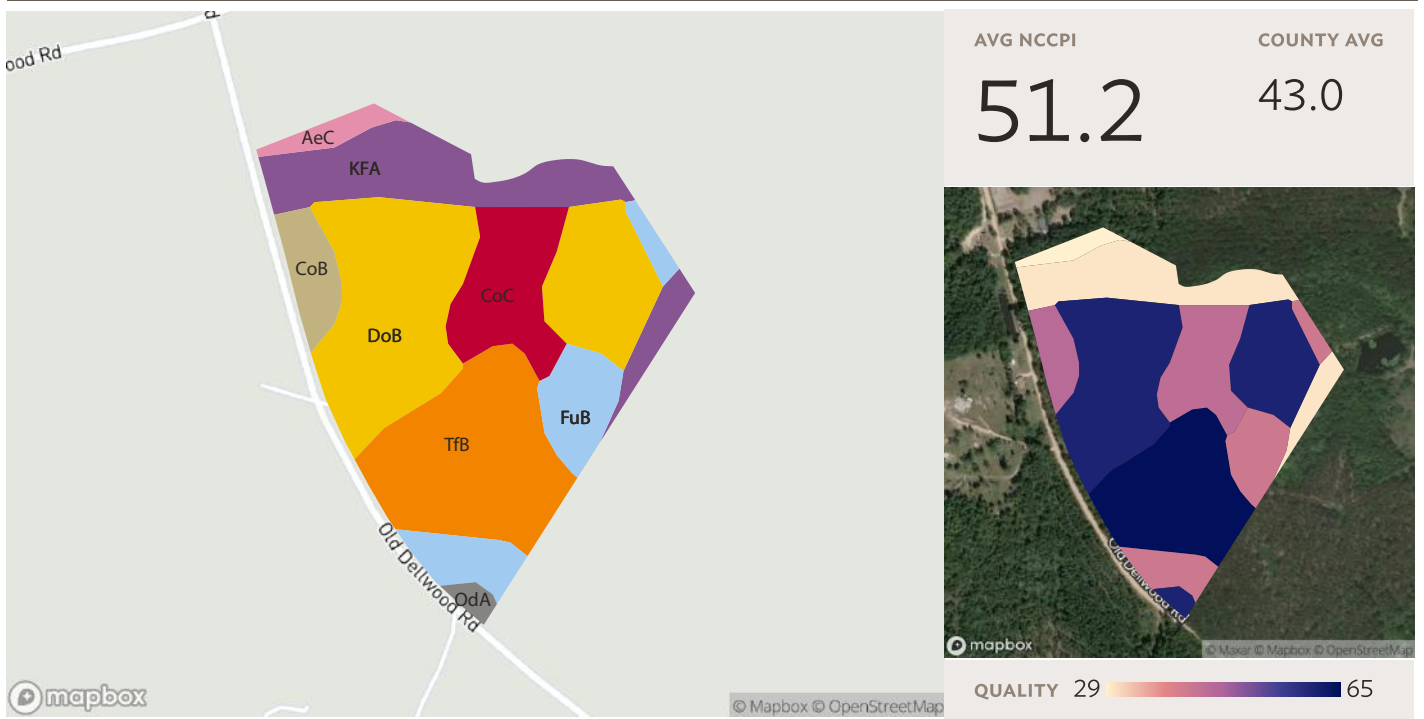 ood Rd
AeC
KFA
CoB
CoC
DoB
FuB
TfB
OdA
Old Dellwood Rd
mapbox
© Mapbox © OpenStreetMap
AVG NCCPI
COUNTY AVG
51.2
43.0
Old Dellwood Rd
mapbox
© Maxar © Mapbox © OpenStreetMap
QUALITY 29 65